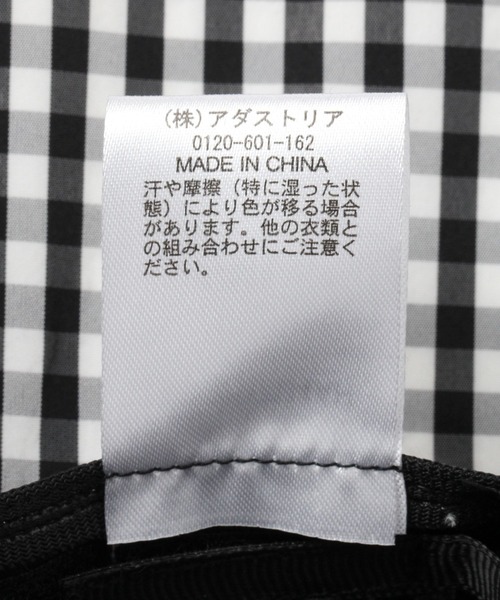 （株）アダストリア
0120-601-162
MADE IN CHINA
汗や摩擦（特に湿った状
態）により色が移る場合
があります。他の衣類と
の組み合わせにご注意く
ださい。